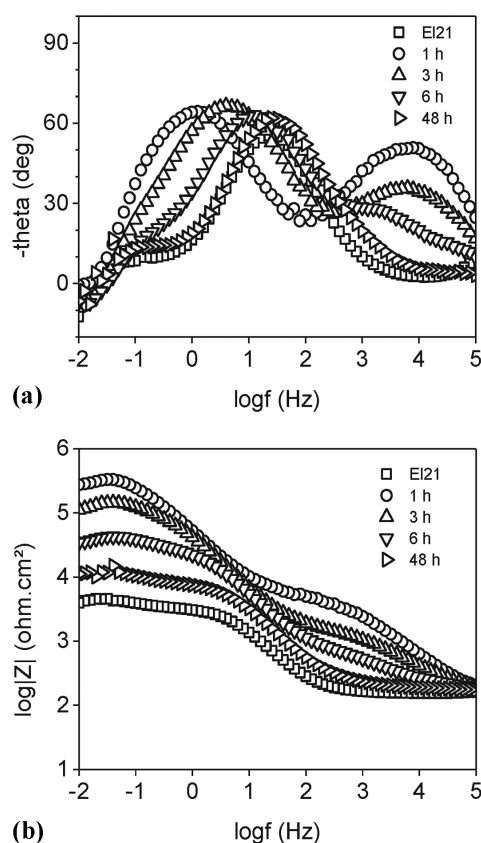 -90
-60
-30
0
-2 -1 0 1 2 3 4 5
-theta (deg)
logf (Hz)
El21
1 h
3 h
6 h
48 h
(a)
6
5
4
3
2
1
-2 -1 0 1 2 3 4 5
log|Z| (ohm.cm²)
logf (Hz)
El21
1 h
3 h
6 h
48 h
(b)